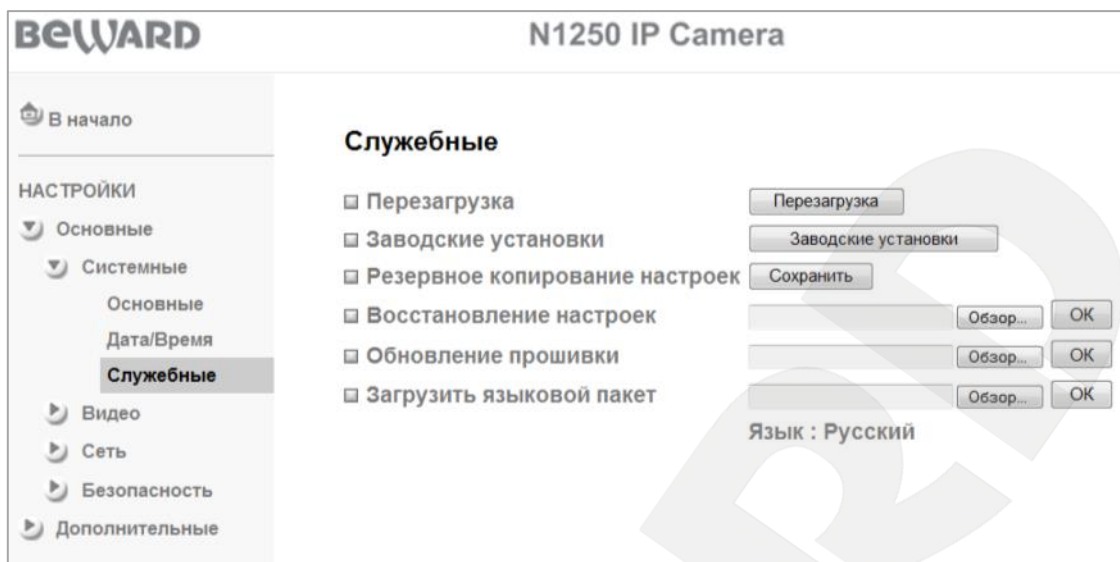 BEWARD
N1250 IP Camera
В начало
НАСТРОЙКИ
Основные
Системные
Основные
Дата/Время
Служебные
Видео
Сеть
Безопасность
Дополнительные
Служебные
Перезагрузка Перезагрузка
Заводские установки Заводские установки
Резервное копирование настроек Сохранить
Восстановление настроек Обзор... OK
Обновление прошивки Обзор... OK
Загрузить языковой пакет Обзор... OK
Язык : Русский
RD